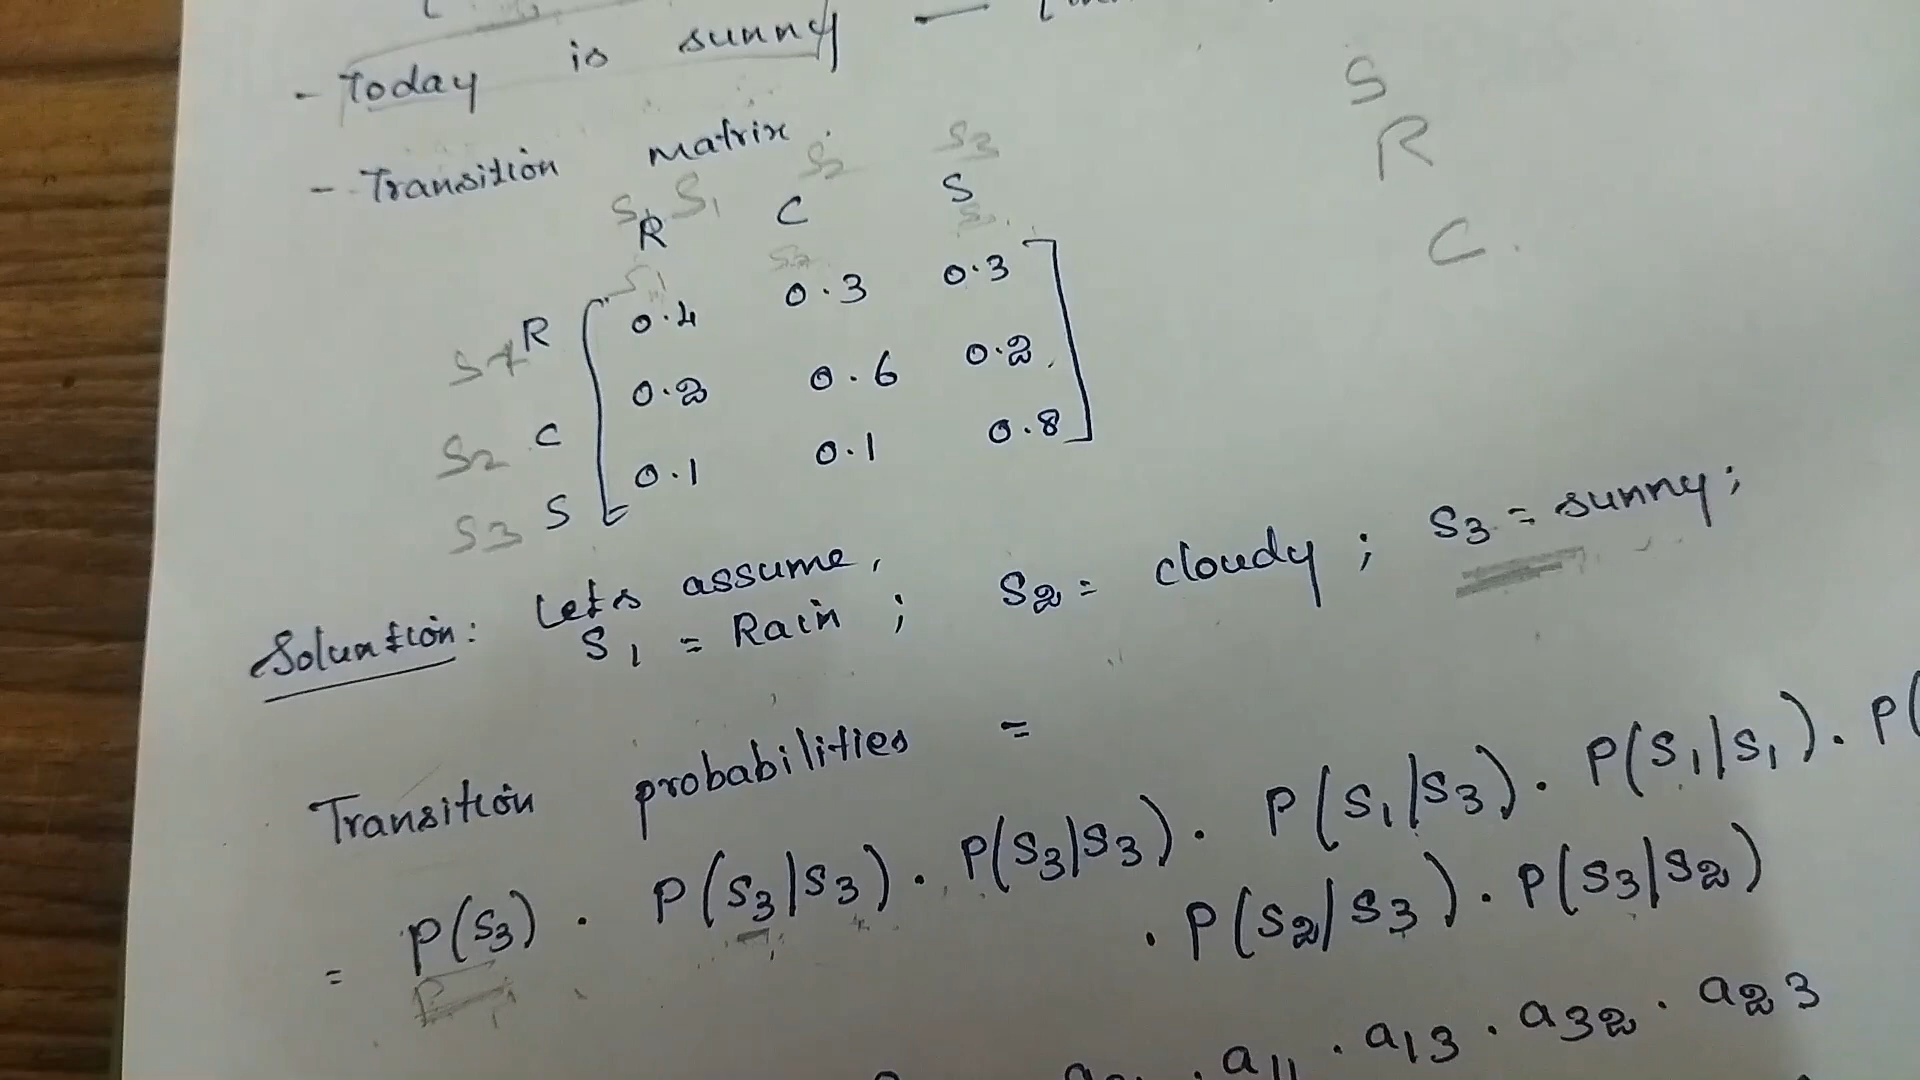 - Today is sunny —
- Transition matrix
S1 S2 S3
R C S
S1 R 0.4 0.3 0.3
S2 C 0.2 0.6 0.2
S3 S 0.1 0.1 0.8
S
R
C
Soluntion: Let's assume,
S1 = Rain ; S2 = cloudy ; S3 = sunny;
Transition probabilities =
= P(S3) . P(S3|S3) . P(S3|S3) . P(S1|S3) . P(S1|S1) . P(
. P(S2|S3) . P(S3|S2)
. a11 . a13 . a32 . a23